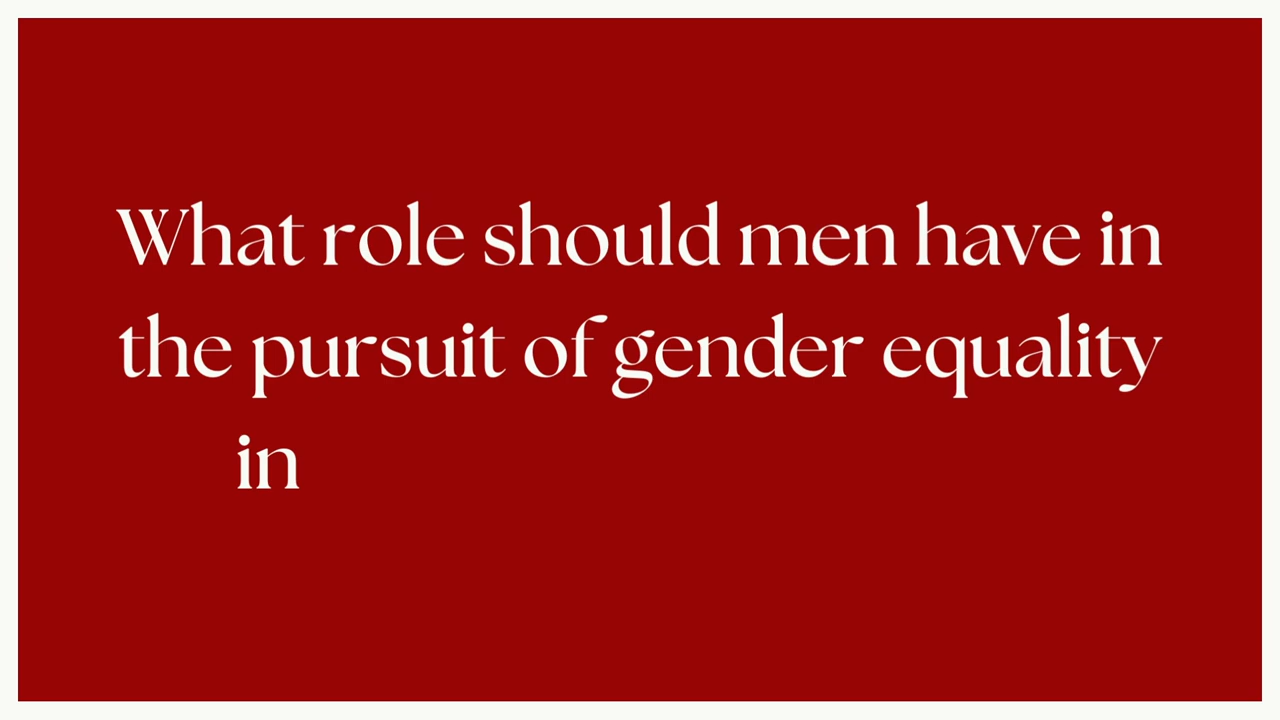 What role should men have in
the pursuit of gender equality
in